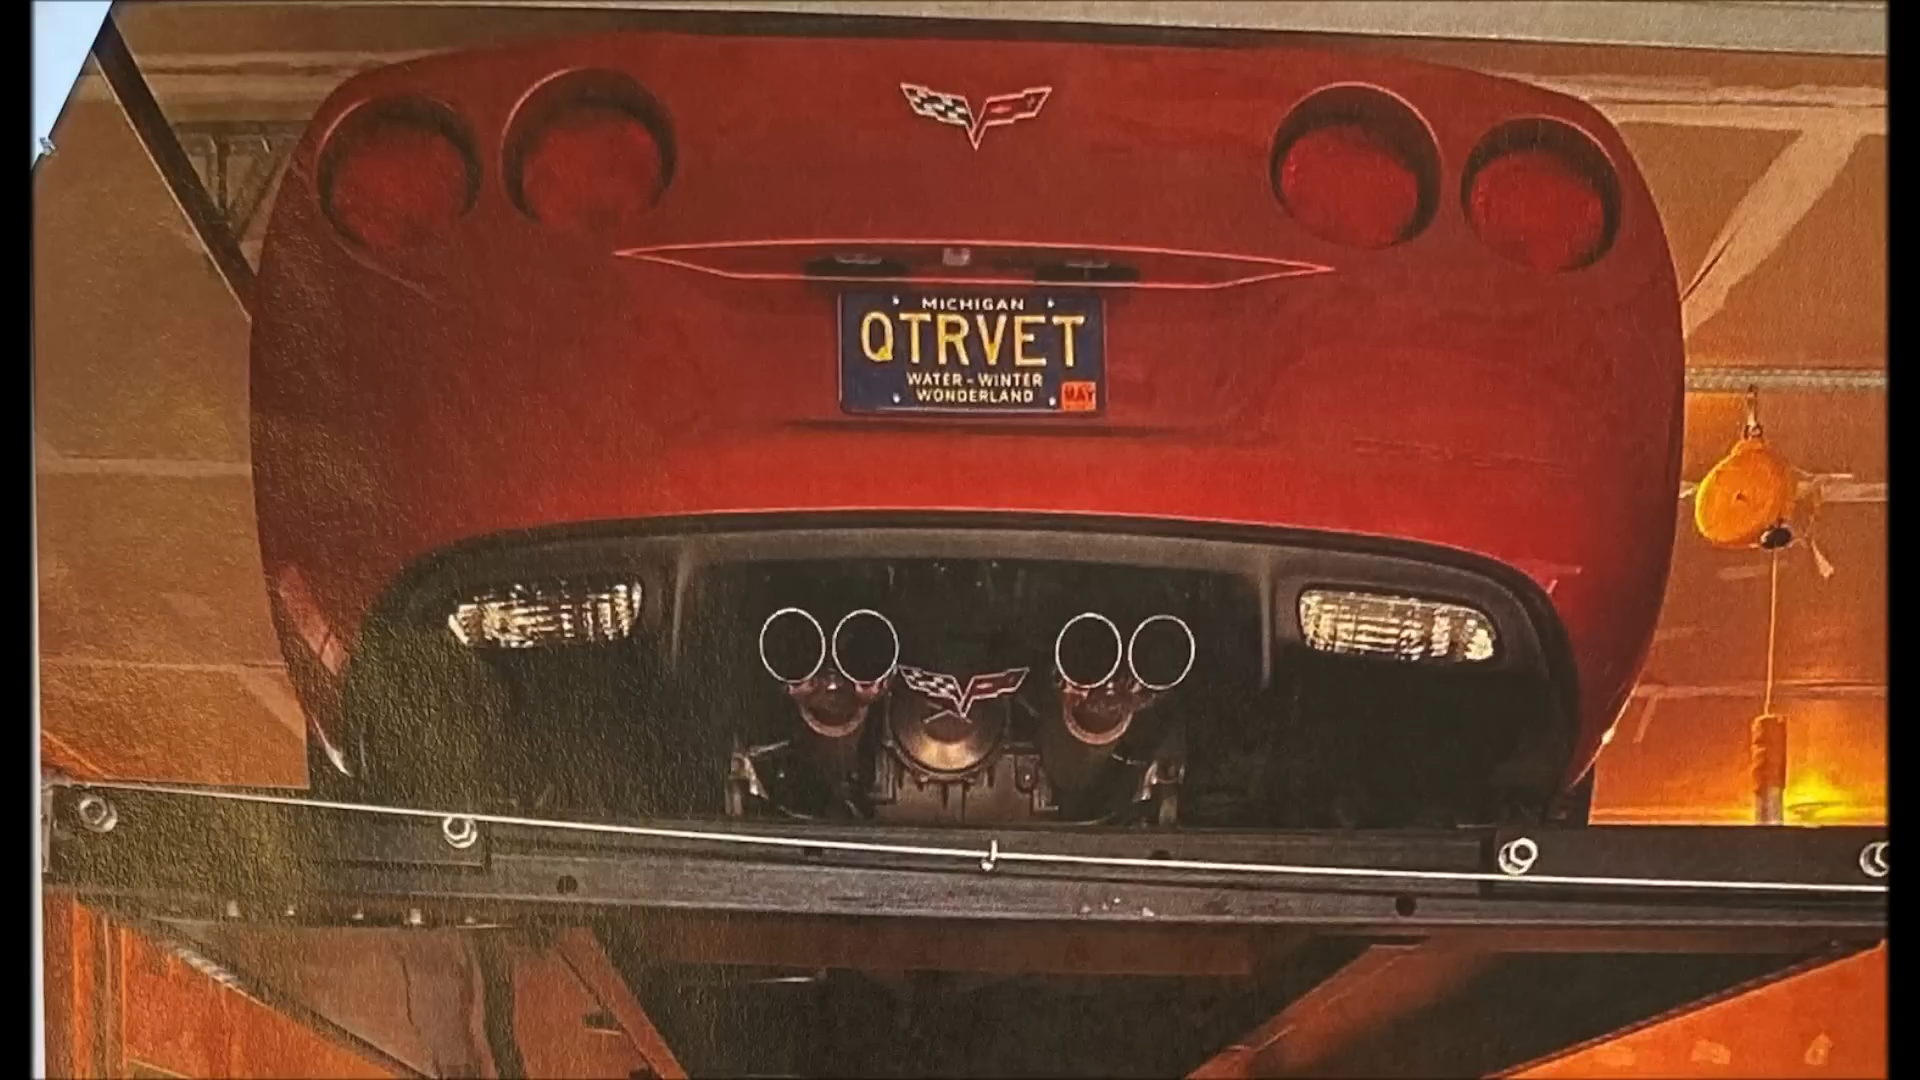 MICHIGAN
QTRVET
WATER-WINTER
WONDERLAND
MAY